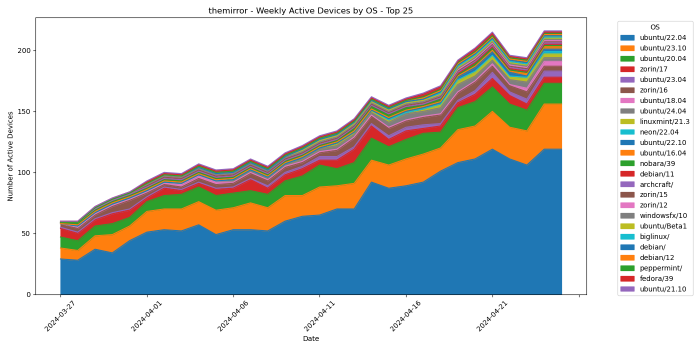 themirror - Weekly Active Devices by OS - Top 25
Number of Active Devices
200
150
100
50
0
2024-03-27
2024-04-01
2024-04-06
2024-04-11
2024-04-16
2024-04-21
Date
OS
ubuntu/22.04
ubuntu/23.10
ubuntu/20.04
zorin/17
ubuntu/23.04
zorin/16
ubuntu/18.04
ubuntu/24.04
linuxmint/21.3
neon/22.04
ubuntu/22.10
ubuntu/16.04
nobara/39
debian/11
archcraft/
zorin/15
zorin/12
windowsfx/10
ubuntu/Beta1
biglinux/
debian/
debian/12
peppermint/
fedora/39
ubuntu/21.10